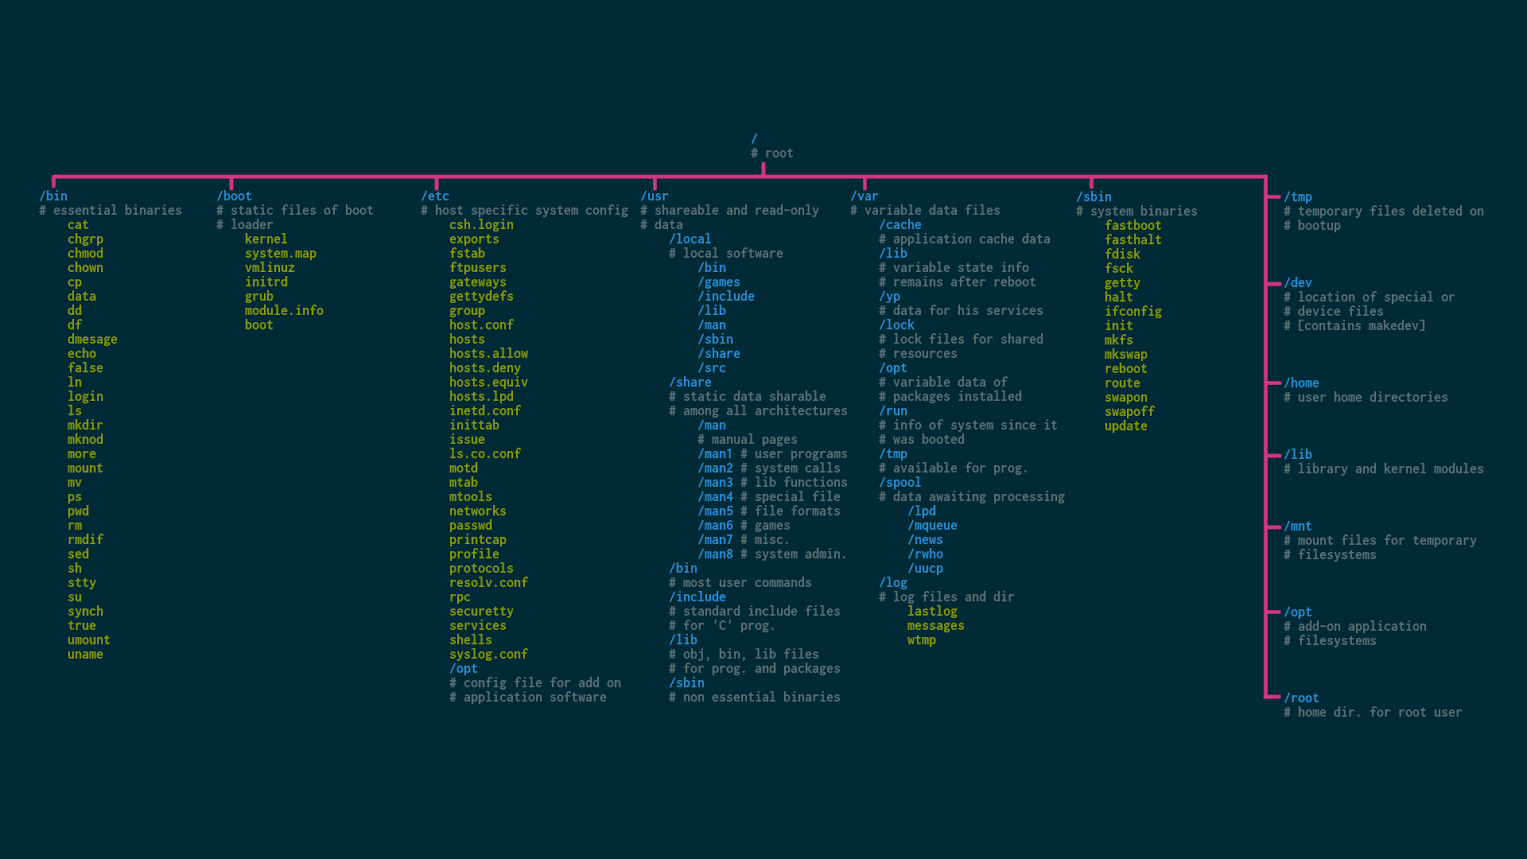 /
# root
/bin
# essential binaries
cat
chgrp
chmod
chown
cp
data
dd
df
dmesage
echo
false
ln
login
ls
mkdir
mknod
more
mount
mv
ps
pwd
rm
rmdif
sed
sh
stty
su
synch
true
umount
uname
/boot
# static files of boot
# loader
kernel
system.map
vmlinuz
initrd
grub
module.info
boot
/etc
# host specific system config
csh.login
exports
fstab
ftpusers
gateways
gettydefs
group
host.conf
hosts
hosts.allow
hosts.deny
hosts.equiv
hosts.lpd
inetd.conf
inittab
issue
ls.co.conf
motd
mtab
mtools
networks
passwd
printcap
profile
protocols
resolv.conf
rpc
securetty
services
shells
syslog.conf
/opt
# config file for add on
# application software
/usr
# shareable and read-only
# data
/local
# local software
/bin
/games
/include
/lib
/man
/sbin
/share
/src
/share
# static data sharable
# among all architectures
/man
# manual pages
/man1 # user programs
/man2 # system calls
/man3 # lib functions
/man4 # special file
/man5 # file formats
/man6 # games
/man7 # misc.
/man8 # system admin.
/bin
# most user commands
/include
# standard include files
# for 'C' prog.
/lib
# obj, bin, lib files
# for prog. and packages
/sbin
# non essential binaries
/var
# variable data files
/cache
# application cache data
/lib
# variable state info
# remains after reboot
/yp
# data for his services
/lock
# lock files for shared
# resources
/opt
# variable data of
# packages installed
/run
# info of system since it
# was booted
/tmp
# available for prog.
/spool
# data awaiting processing
/lpd
/mqueue
/news
/rwho
/uucp
/log
# log files and dir
lastlog
messages
wtmp
/sbin
# system binaries
fastboot
fasthalt
fdisk
fsck
getty
halt
ifconfig
init
mkfs
mkswap
reboot
route
swapon
swapoff
update
/tmp
# temporary files deleted on
# bootup
/dev
# location of special or
# device files
# [contains makedev]
/home
# user home directories
/lib
# library and kernel modules
/mnt
# mount files for temporary
# filesystems
/opt
# add-on application
# filesystems
/root
# home dir. for root user